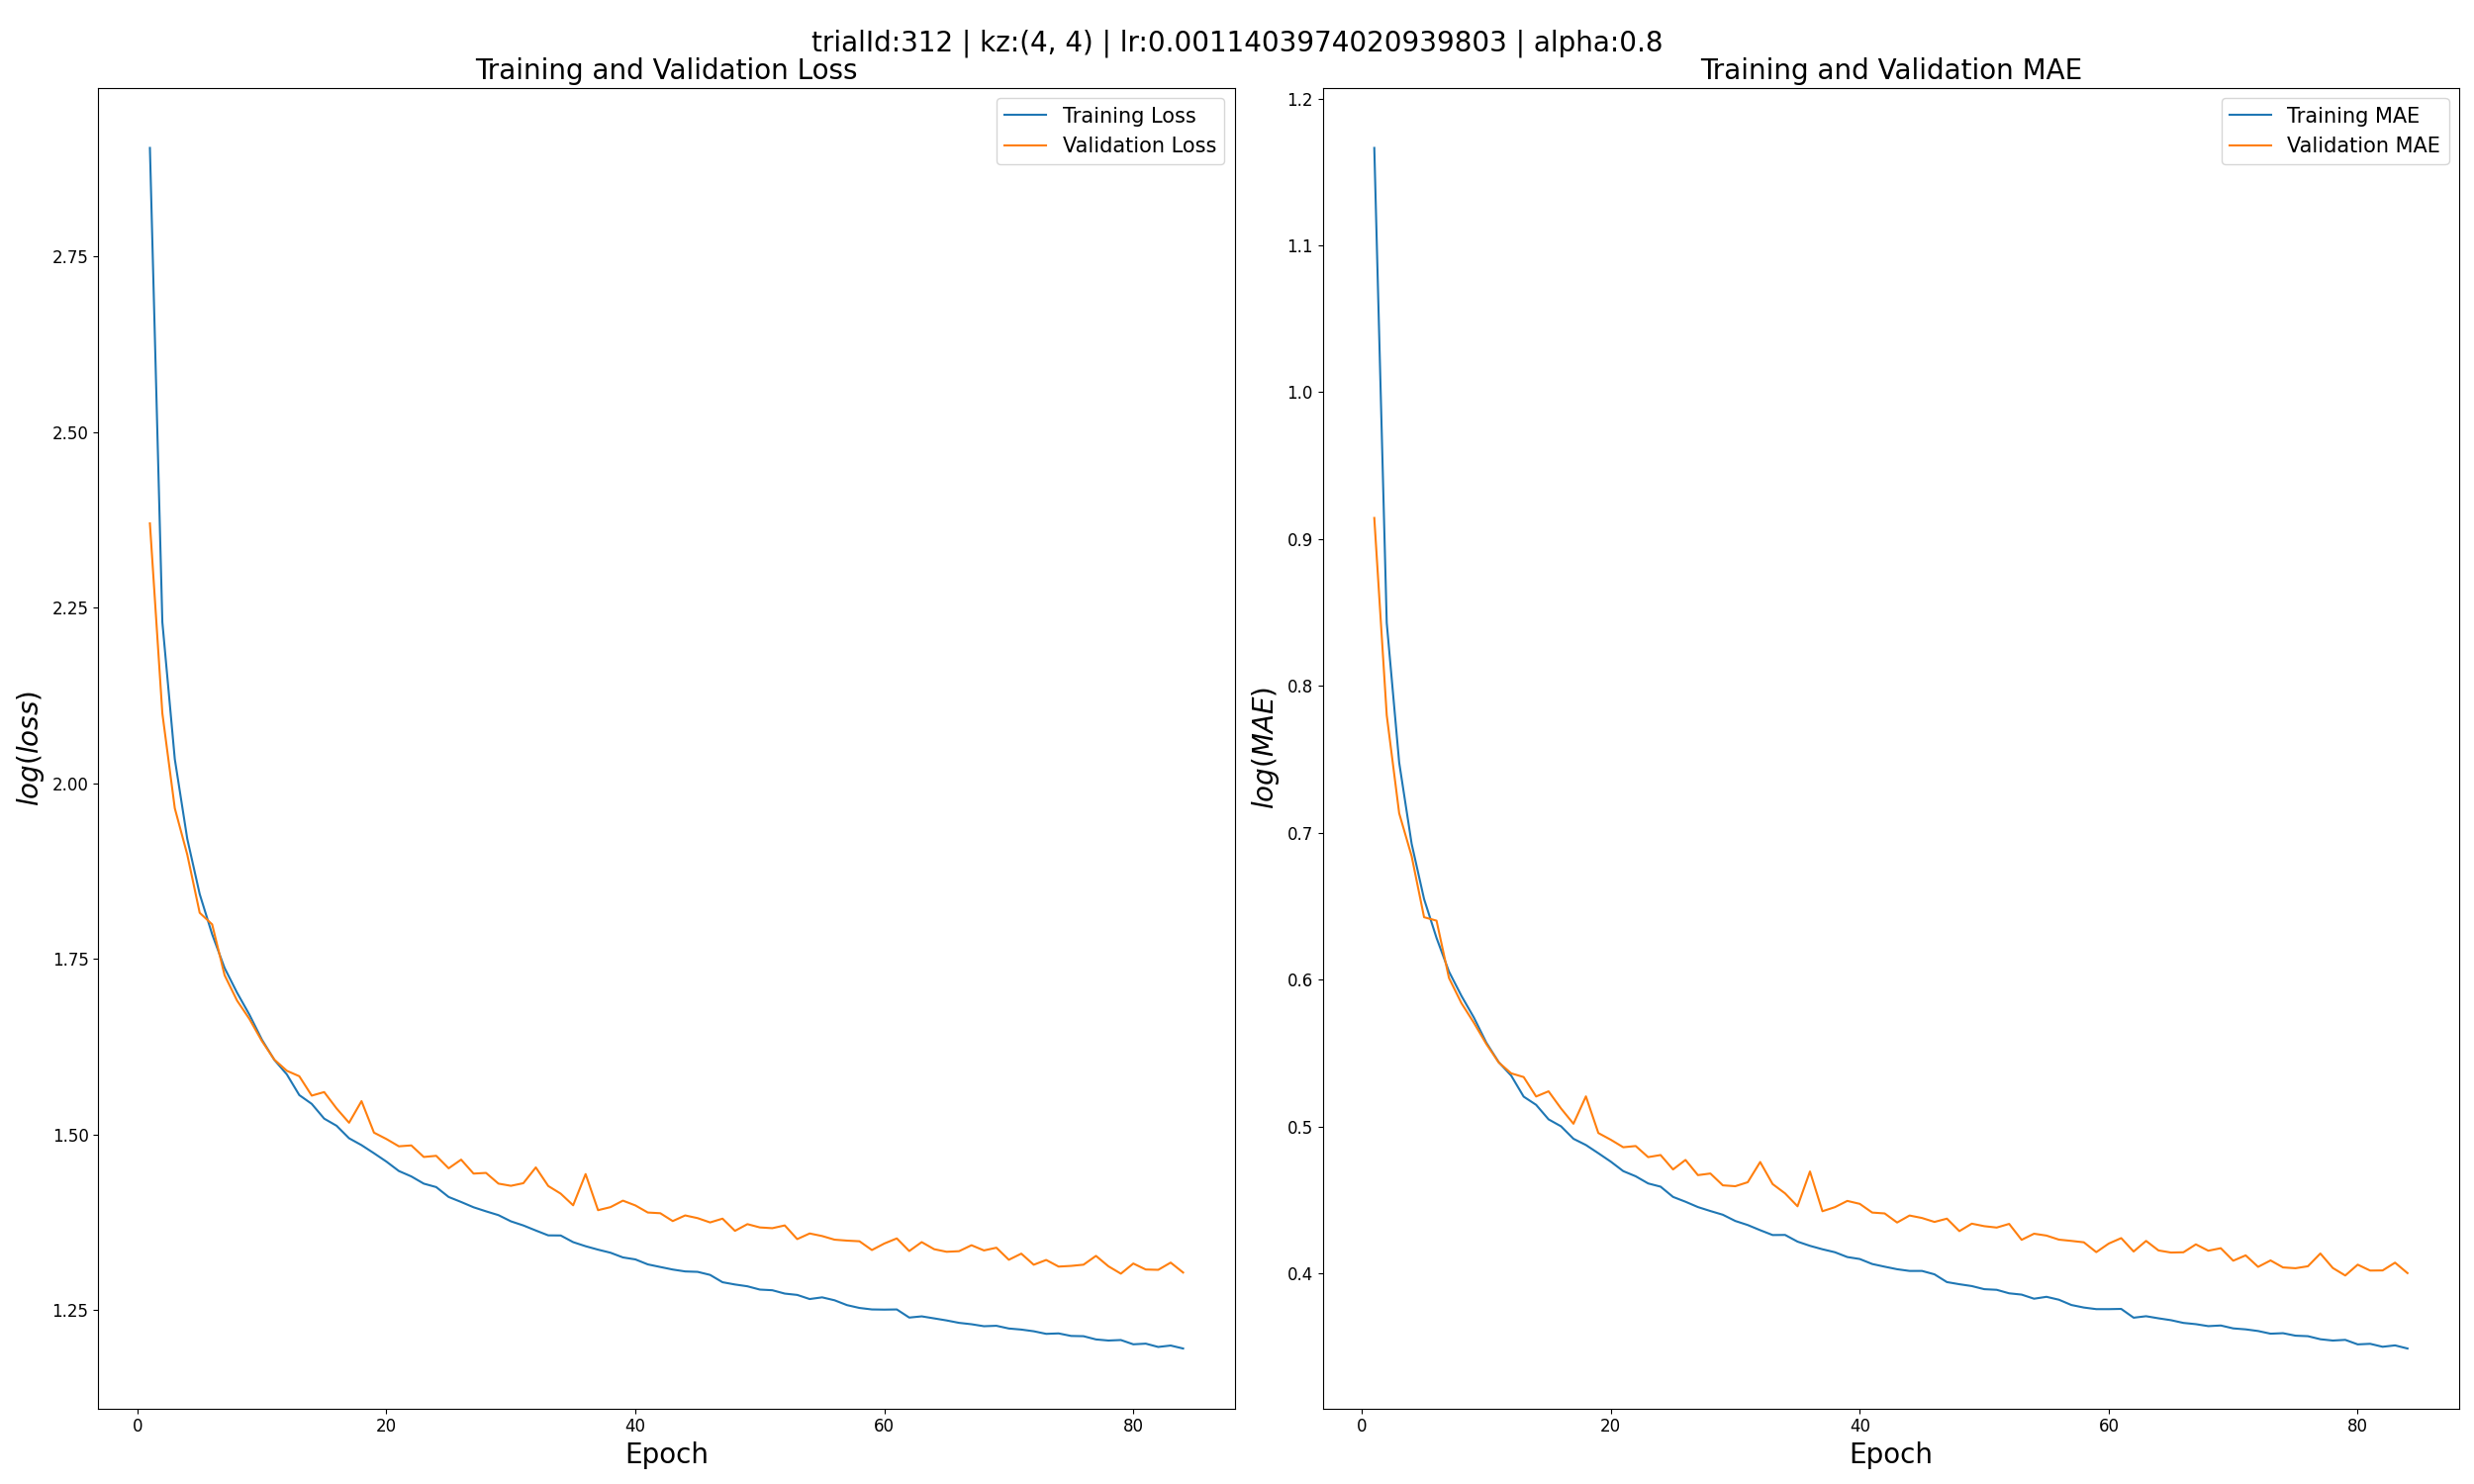 trialId:312 | kz:(4, 4) | lr:0.0011403974020939803 | alpha:0.8
Training and Validation Loss
Training Loss
Validation Loss
2.75
2.50
2.25
2.00
1.75
1.50
1.25
log(loss)
0
20
40
60
80
Epoch
Training and Validation MAE
Training MAE
Validation MAE
1.2
1.1
1.0
0.9
0.8
0.7
0.6
0.5
0.4
log(MAE)
0
20
40
60
80
Epoch